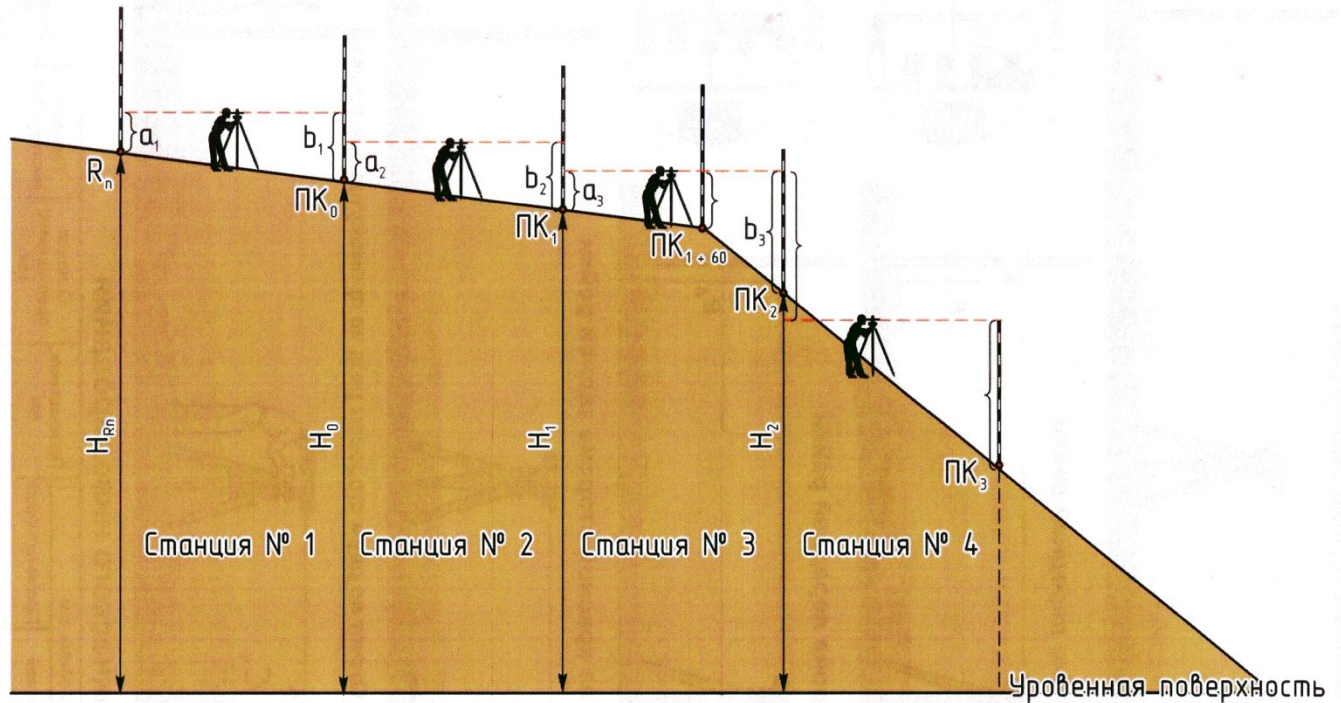 a₁
b₁
a₂
b₂
a₃
b₃
Rₙ
ПК₀
ПК₁
ПК₁ ₊ ₆₀
ПК₂
ПК₃
H_Rn
H₀
H₁
H₂
Станция № 1
Станция № 2
Станция № 3
Станция № 4
Уровенная поверхность